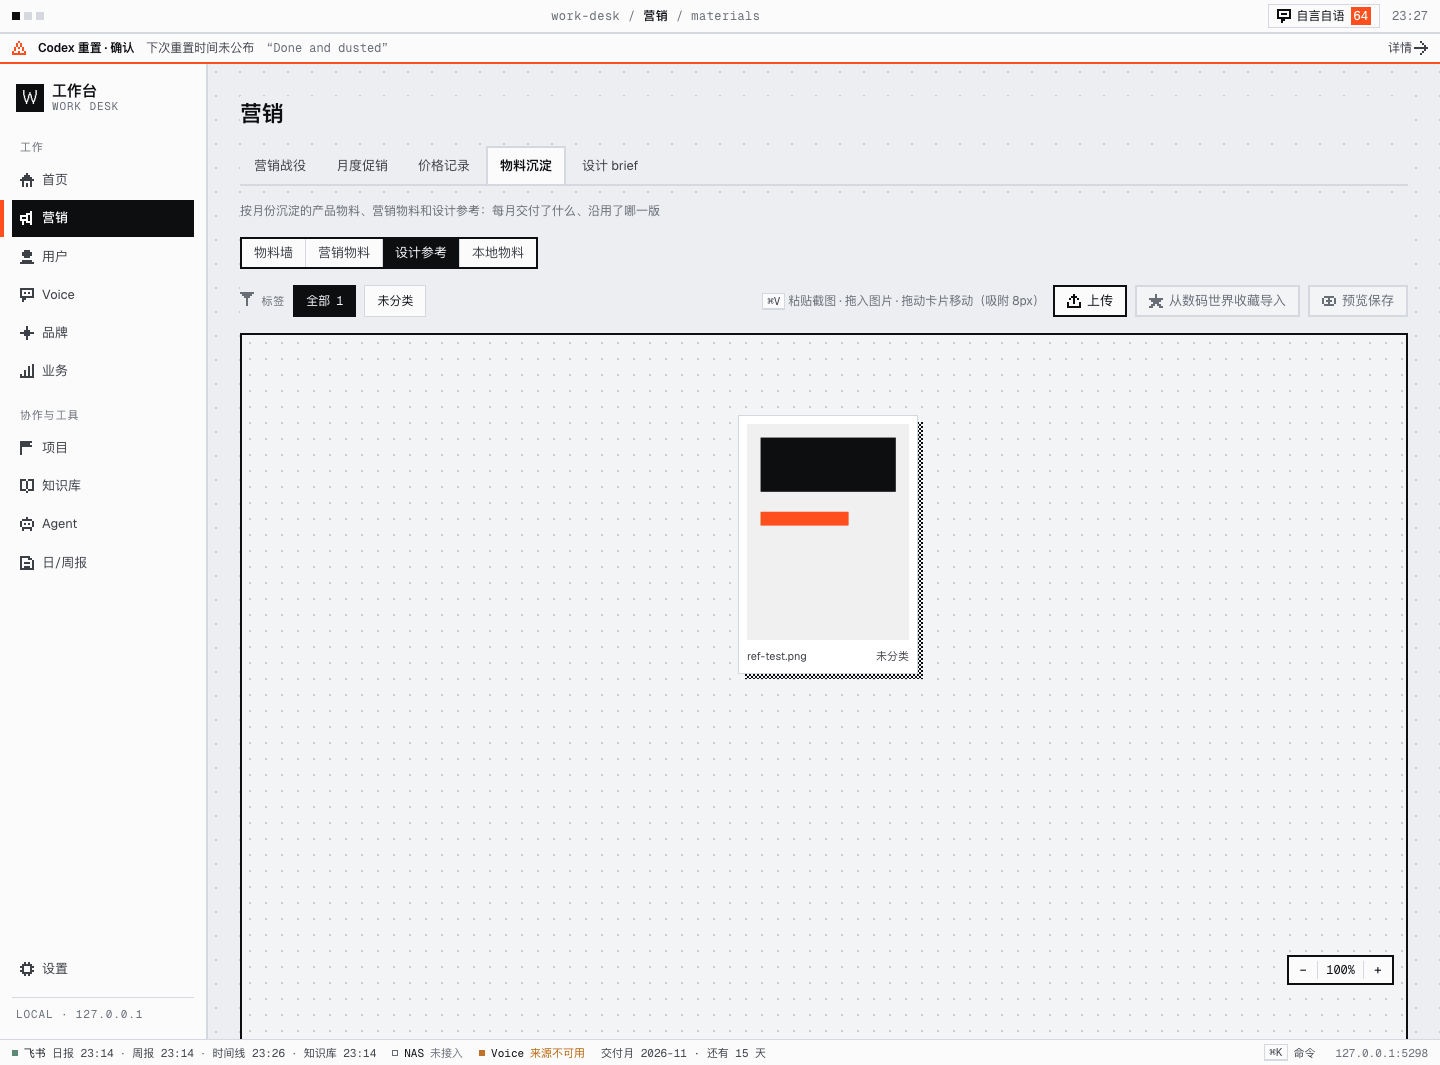 work-desk / 营销 / materials
自言自语 64
23:27
Codex 重置·确认 下次重置时间未公布 “Done and dusted”
详情
W
工作台
WORK DESK
工作
首页
营销
用户
Voice
品牌
业务
协作与工具
项目
知识库
Agent
日/周报
设置
LOCAL · 127.0.0.1
营销
营销战役 月度促销 价格记录 物料沉淀 设计 brief
按月份沉淀的产品物料、营销物料和设计参考：每月交付了什么、沿用了哪一版
物料墙 营销物料 设计参考 本地物料
标签 全部 1 未分类
⌘V 粘贴截图·拖入图片·拖动卡片移动（吸附 8px） 上传 从数码世界收藏导入 预览保存
ref-test.png 未分类
− 100% +
飞书 日报 23:14 · 周报 23:14 · 时间线 23:26 · 知识库 23:14 NAS 未接入 Voice 来源不可用 交付月 2026-11 · 还有 15 天
⌘K 命令 127.0.0.1:5298